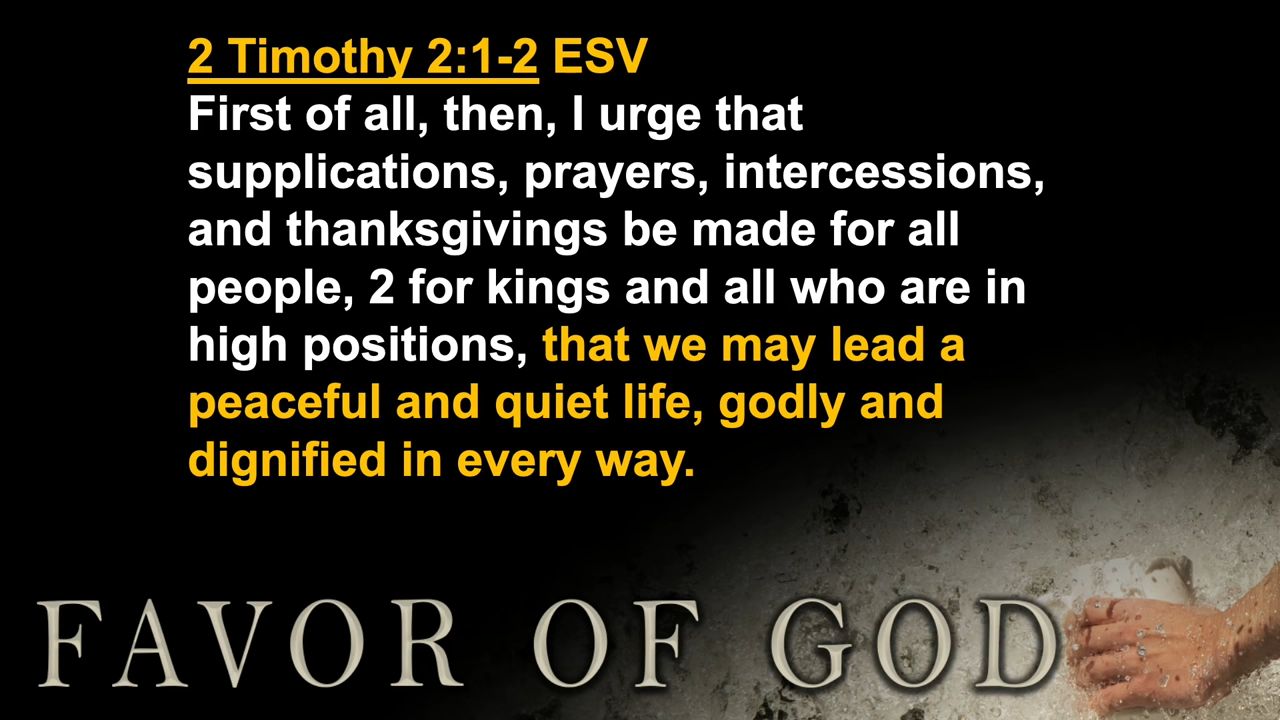 2 Timothy 2:1-2 ESV
First of all, then, I urge that
supplications, prayers, intercessions,
and thanksgivings be made for all
people, 2 for kings and all who are in
high positions, that we may lead a
peaceful and quiet life, godly and
dignified in every way.
FAVOR OF GOD